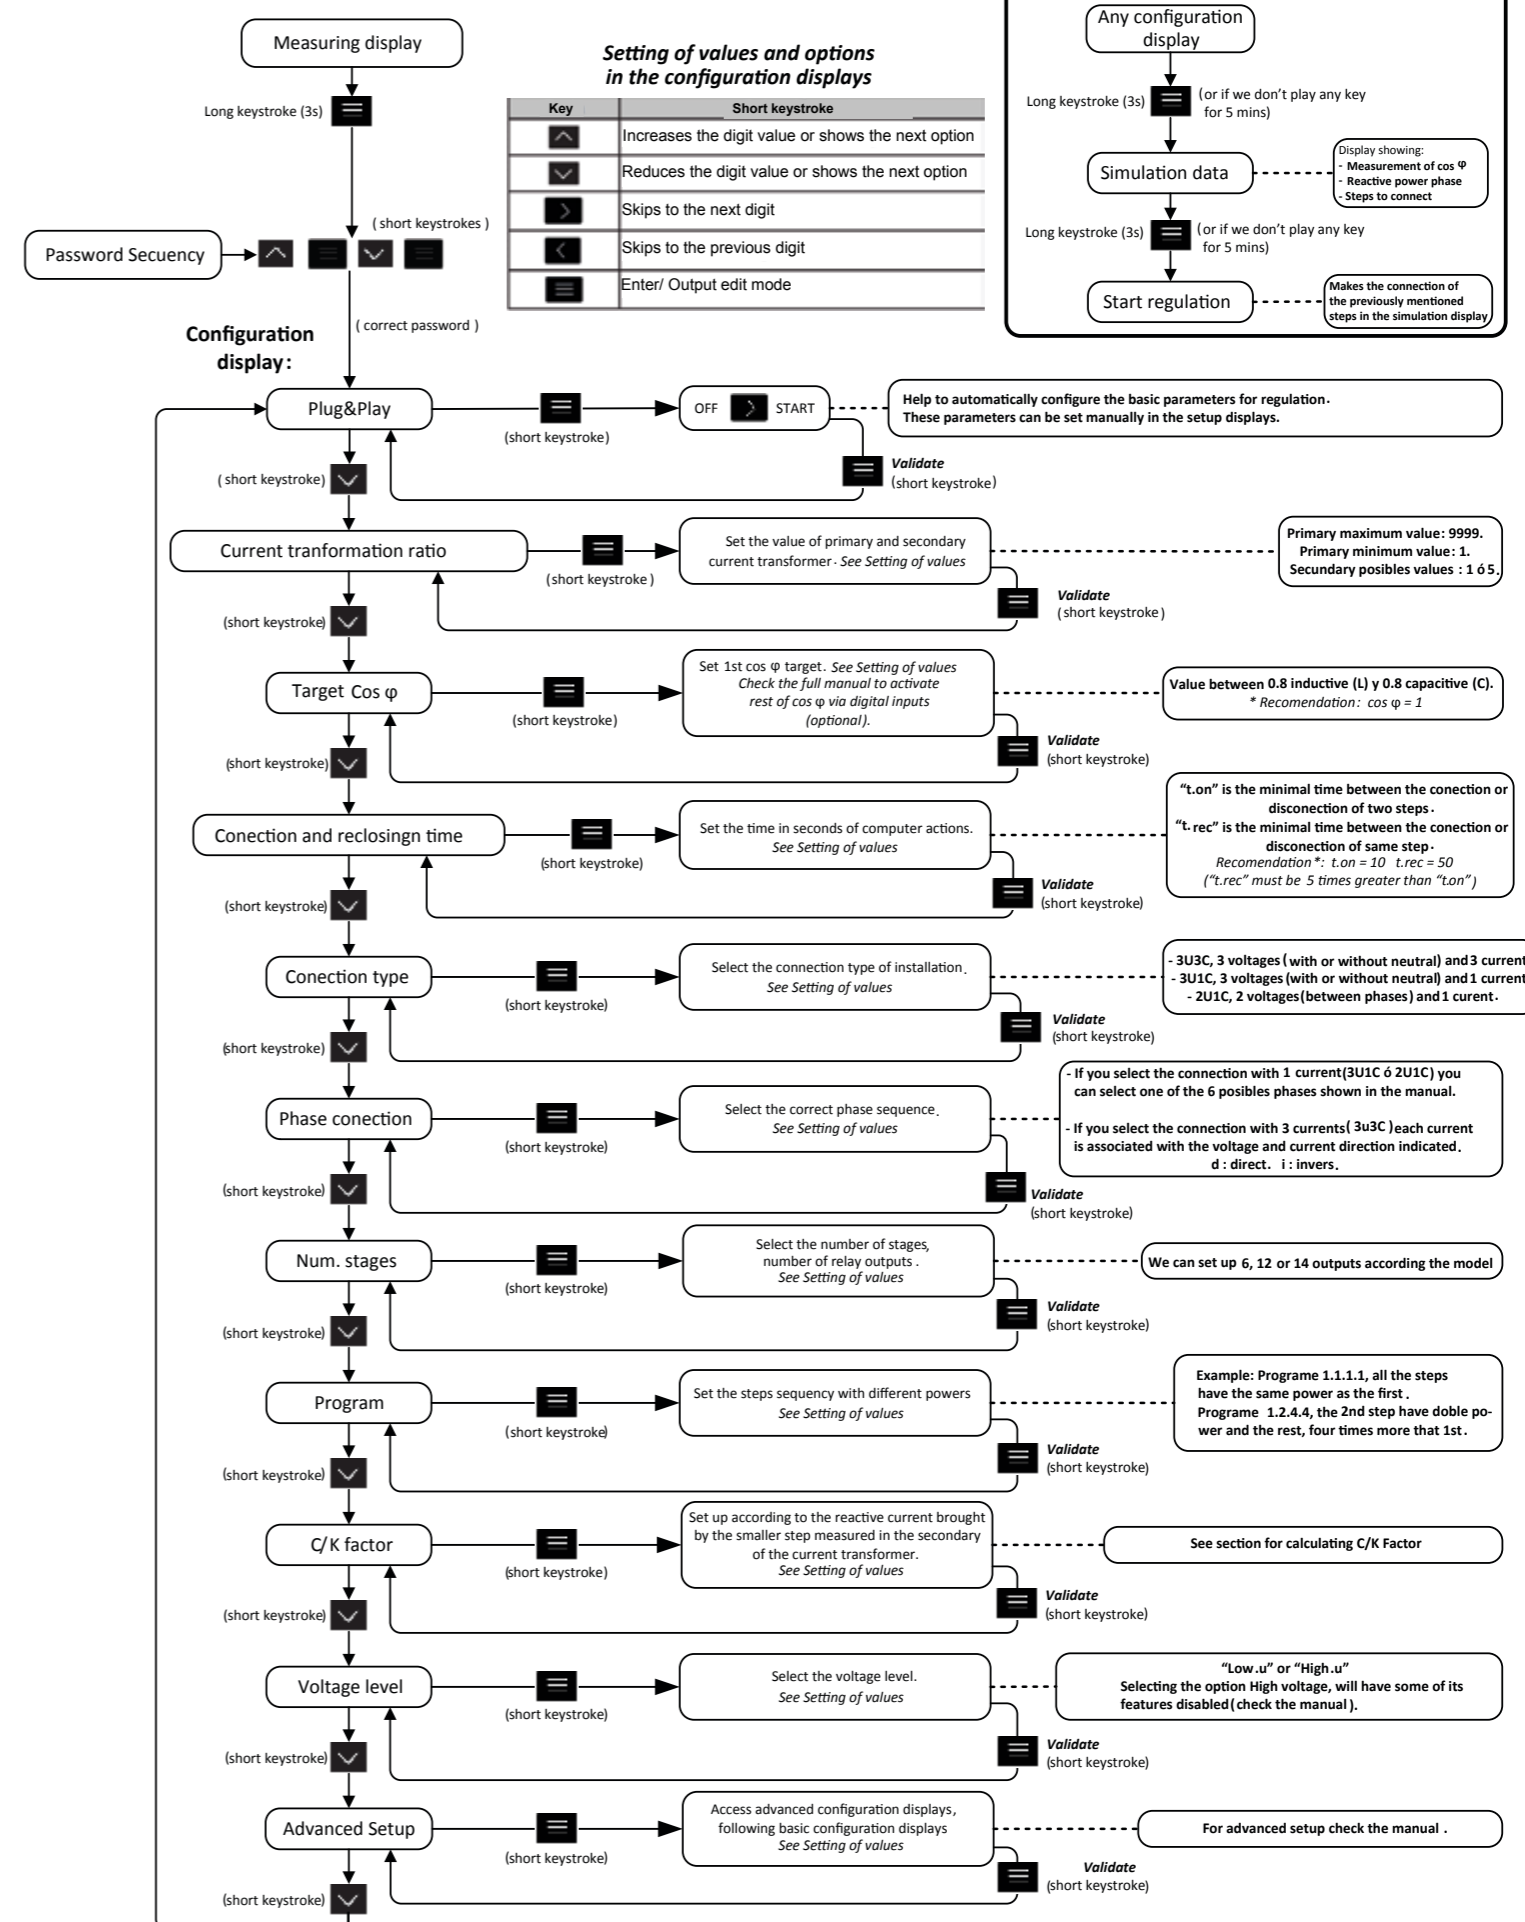 Measuring display
Long keystroke (3s)
( short keystrokes )
Password Secuency
( correct password )
Setting of values and options
in the configuration displays
Key Short keystroke
Increases the digit value or shows the next option
Reduces the digit value or shows the next option
Skips to the next digit
Skips to the previous digit
Enter/ Output edit mode
Any configuration
display
Long keystroke (3s) (or if we don't play any key
for 5 mins)
Simulation data
Display showing:
- Measurement of cos φ
- Reactive power phase
- Steps to connect
Long keystroke (3s) (or if we don't play any key
for 5 mins)
Start regulation
Makes the connection of
the previously mentioned
steps in the simulation display
Configuration
display:
Plug&Play
(short keystroke)
OFF START
Help to automatically configure the basic parameters for regulation.
These parameters can be set manually in the setup displays.
Validate
(short keystroke)
( short keystroke)
Current tranformation ratio
(short keystroke )
Set the value of primary and secondary
current transformer. See Setting of values
Primary maximum value: 9999.
Primary minimum value: 1.
Secundary posibles values : 1 ó 5.
Validate
( short keystroke )
(short keystroke)
Target Cos φ
(short keystroke)
Set 1st cos φ target. See Setting of values
Check the full manual to activate
rest of cos φ via digital inputs
(optional).
Value between 0.8 inductive (L) y 0.8 capacitive (C).
* Recomendation: cos φ = 1
Validate
(short keystroke)
(short keystroke)
Conection and reclosingn time
(short keystroke)
Set the time in seconds of computer actions.
See Setting of values
"t.on" is the minimal time between the conection or
disconection of two steps.
"t. rec" is the minimal time between the conection or
disconection of same step.
Recomendation*: t.on = 10 t.rec = 50
("t.rec" must be 5 times greater than "t.on")
Validate
(short keystroke)
(short keystroke)
Conection type
(short keystroke)
Select the connection type of installation.
See Setting of values
- 3U3C, 3 voltages (with or without neutral) and 3 current
- 3U1C, 3 voltages (with or without neutral) and 1 current
- 2U1C, 2 voltages (between phases) and 1 curent.
Validate
(short keystroke)
(short keystroke)
Phase conection
(short keystroke)
Select the correct phase sequence.
See Setting of values
- If you select the connection with 1 current(3U1C ó 2U1C) you
can select one of the 6 posibles phases shown in the manual.
- If you select the connection with 3 currents( 3u3C ) each current
is associated with the voltage and current direction indicated.
d : direct. i : invers.
Validate
(short keystroke)
(short keystroke)
Num. stages
(short keystroke)
Select the number of stages,
number of relay outputs .
See Setting of values
We can set up 6, 12 or 14 outputs according the model
Validate
(short keystroke)
(short keystroke)
Program
(short keystroke)
Set the steps sequency with different powers
See Setting of values
Example: Programe 1.1.1.1, all the steps
have the same power as the first .
Programe 1.2.4.4, the 2nd step have doble po-
wer and the rest, four times more that 1st .
Validate
(short keystroke)
(short keystroke)
C/K factor
(short keystroke)
Set up according to the reactive current brought
by the smaller step measured in the secondary
of the current transformer.
See Setting of values
See section for calculating C/K Factor
Validate
(short keystroke)
(short keystroke)
Voltage level
(short keystroke)
Select the voltage level.
See Setting of values
"Low.u" or "High.u"
Selecting the option High voltage, will have some of its
features disabled (check the manual ).
Validate
(short keystroke)
(short keystroke)
Advanced Setup
(short keystroke)
Access advanced configuration displays,
following basic configuration displays
See Setting of values
For advanced setup check the manual .
Validate
(short keystroke)
(short keystroke)